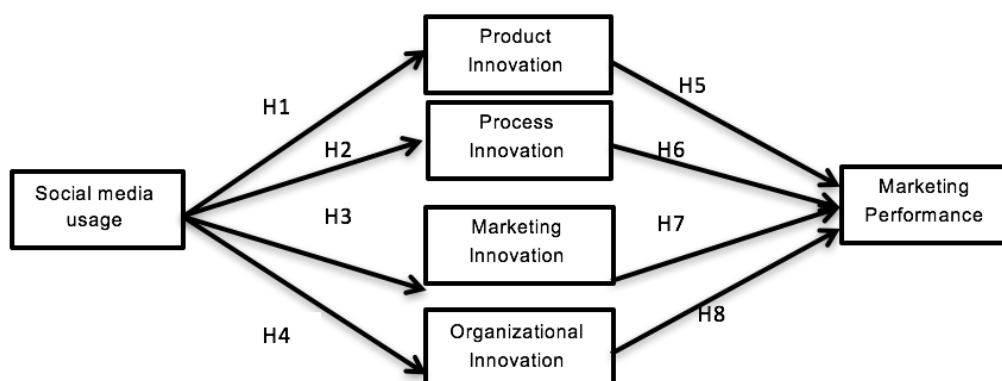 Product
Innovation
H5
H1
Process
Innovation
H2
H6
Social media
usage
Marketing
Performance
H3
H7
Marketing
Innovation
H4
H8
Organizational
Innovation